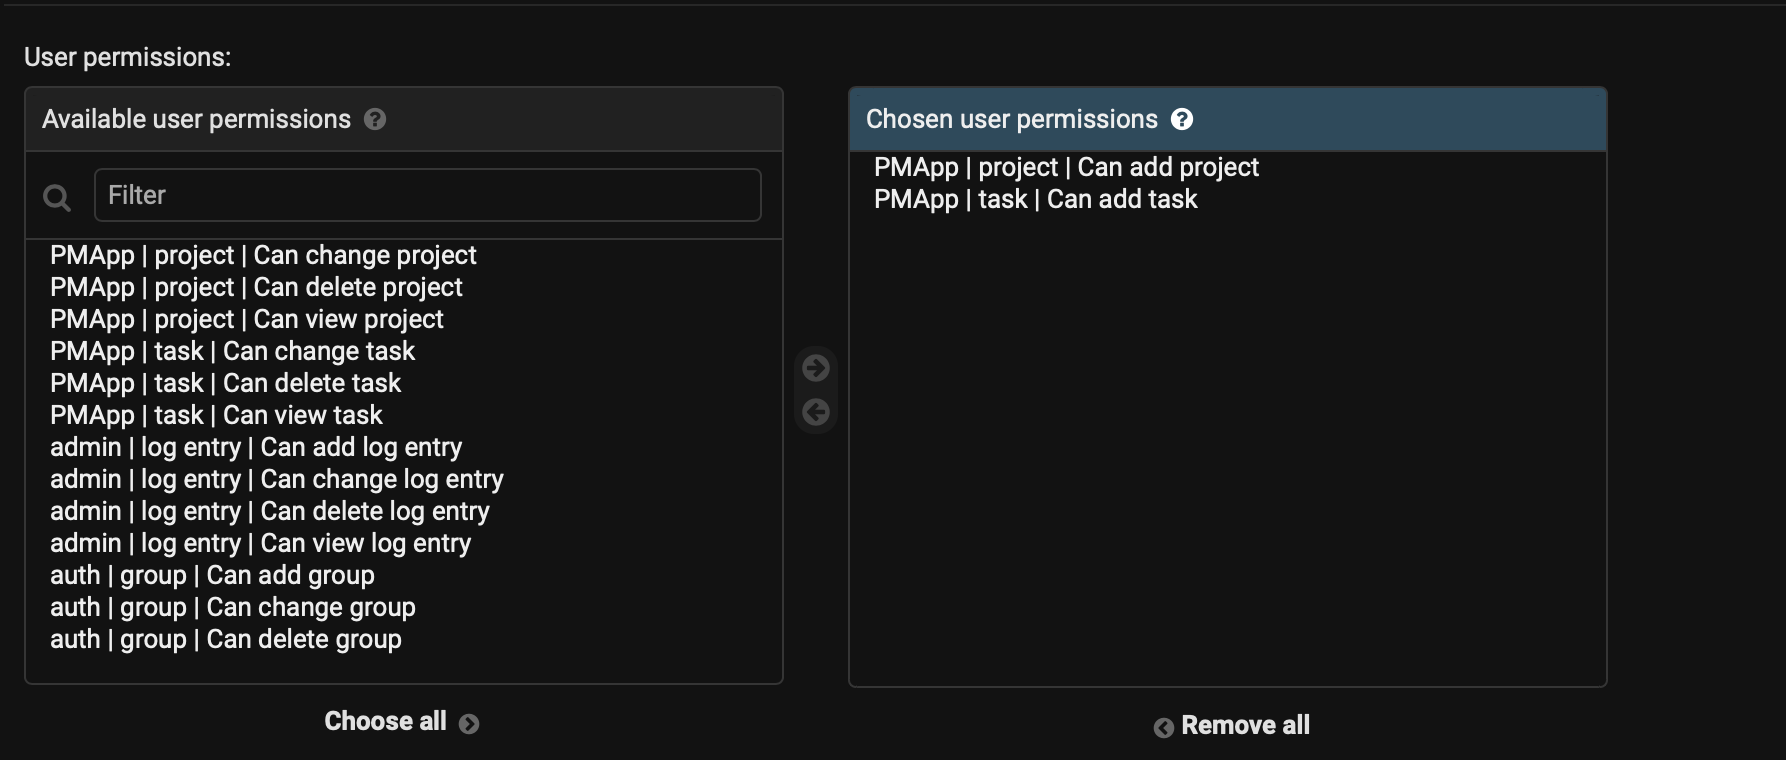 User permissions:
Available user permissions ?
Filter
PMApp | project | Can change project
PMApp | project | Can delete project
PMApp | project | Can view project
PMApp | task | Can change task
PMApp | task | Can delete task
PMApp | task | Can view task
admin | log entry | Can add log entry
admin | log entry | Can change log entry
admin | log entry | Can delete log entry
admin | log entry | Can view log entry
auth | group | Can add group
auth | group | Can change group
auth | group | Can delete group
Choose all
Chosen user permissions ?
PMApp | project | Can add project
PMApp | task | Can add task
Remove all